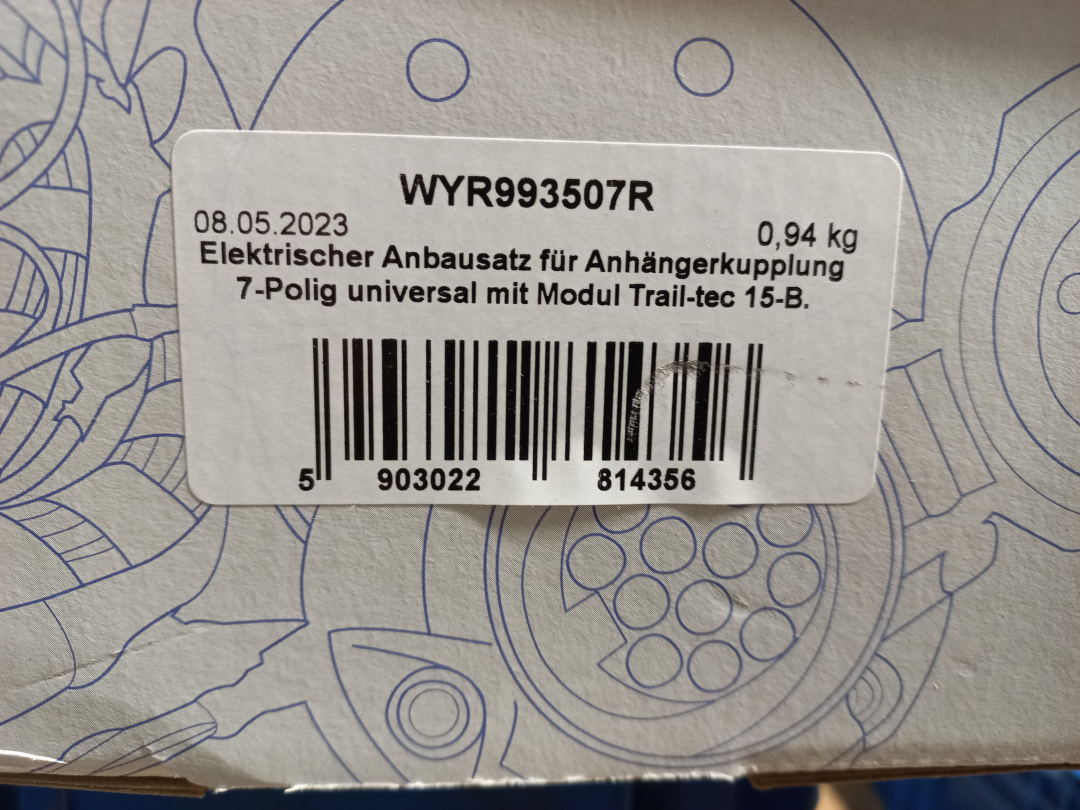 WYR993507R
08.05.2023 0,94 kg
Elektrischer Anbausatz für Anhängerkupplung
7-Polig universal mit Modul Trail-tec 15-B.
5 903022 814356